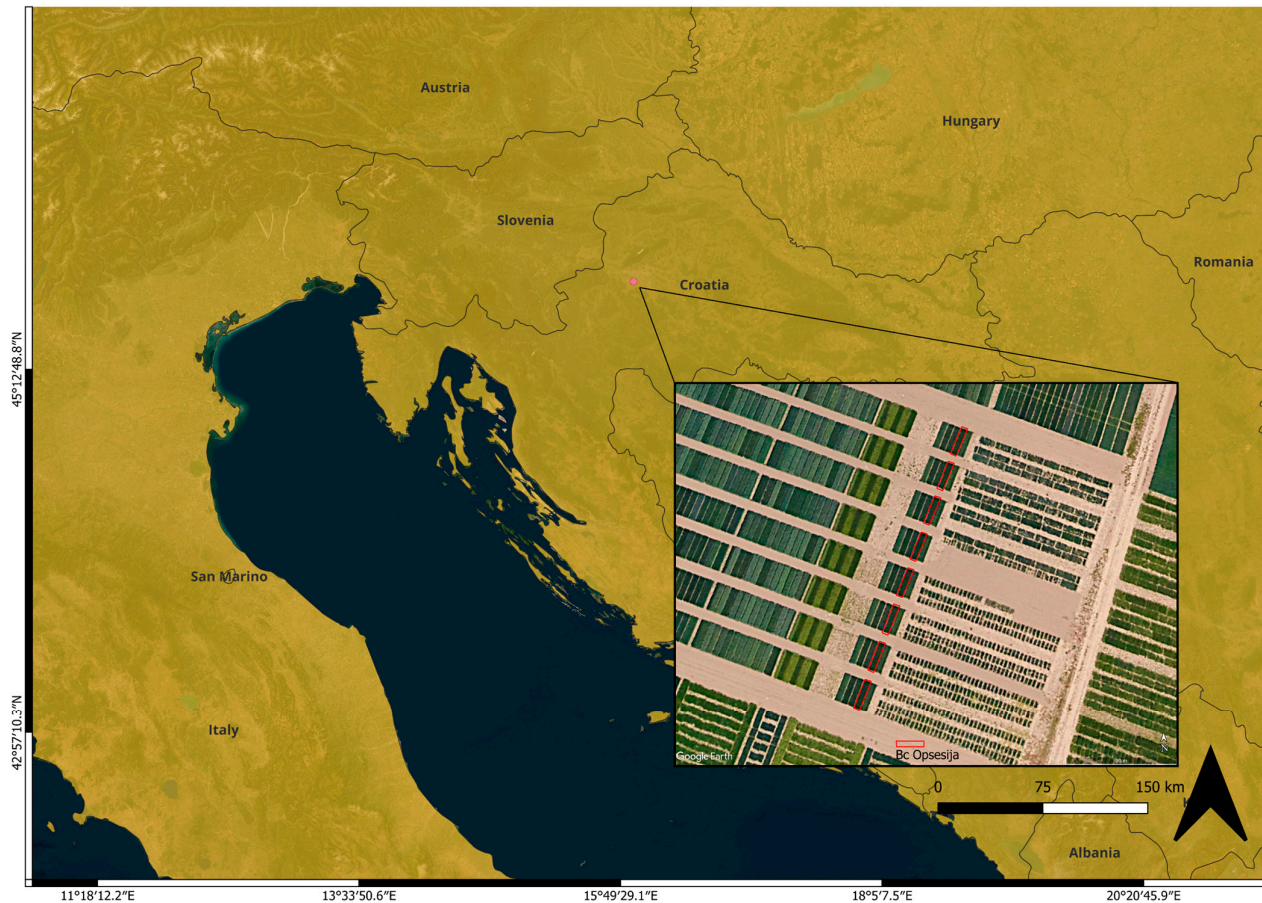 Austria
Hungary
Slovenia
Romania
Croatia
45°12'48.8"N
San Marino
Italy
42°57'10.3"N
Google Earth
Bc Opsesija
N
0 75 150 km
Albania
11°18'12.2"E
13°33'50.6"E
15°49'29.1"E
18°57'5"E
20°20'45.9"E